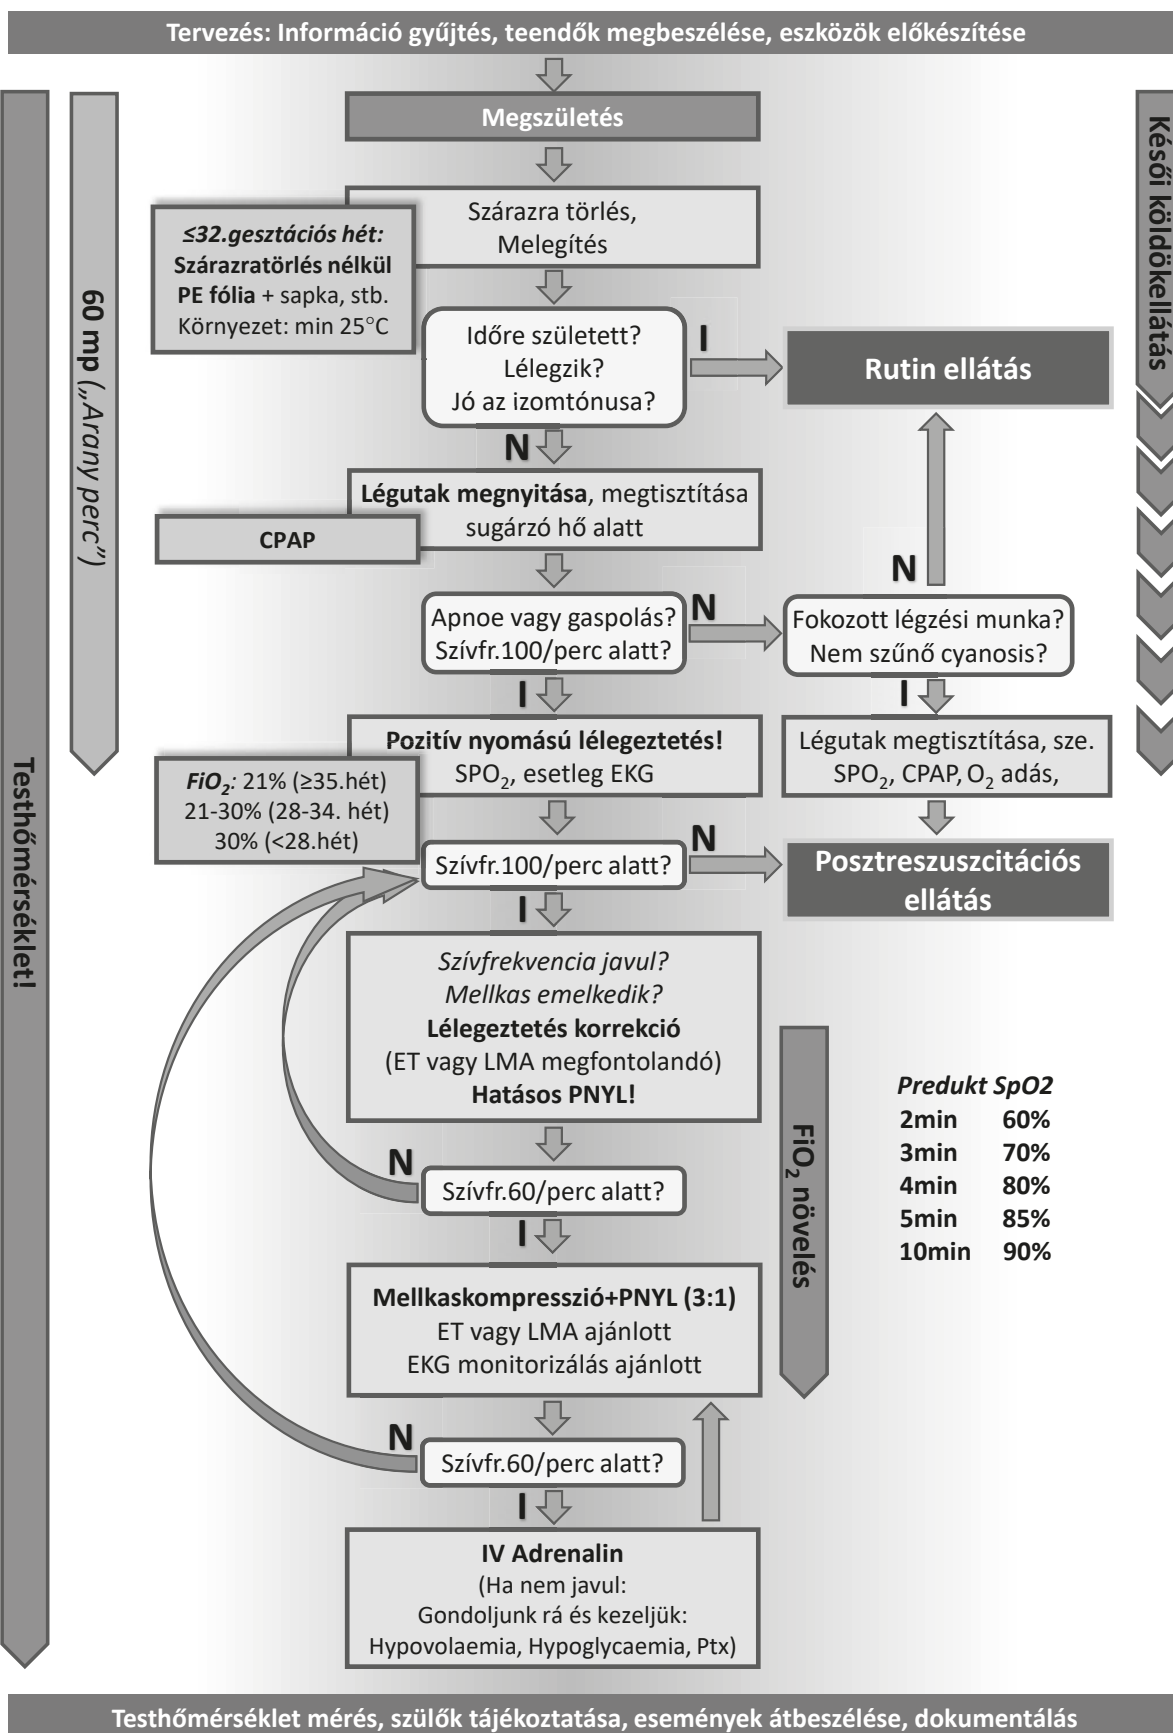 Tervezés: Információ gyűjtés, teendők megbeszélése, eszközök előkészítése
Megszületés
Szárazra törlés,
Melegítés
≤32.gesztációs hét:
Szárazratörlés nélkül
PE fólia + sapka, stb.
Környezet: min 25°C
Időre született?
Lélegzik?
Jó az izomtónusa?
I
Rutin ellátás
N
Légutak megnyitása, megtisztítása
sugárzó hő alatt
CPAP
Apnoe vagy gaspolás?
Szívfr.100/perc alatt?
N
Fokozott légzési munka?
Nem szűnő cyanosis?
N
I
I
Pozitív nyomású lélegeztetés!
SPO₂, esetleg EKG
Légutak megtisztítása, sze.
SPO₂, CPAP, O₂ adás,
FiO₂: 21% (≥35.hét)
21-30% (28-34. hét)
30% (<28.hét)
Szívfr.100/perc alatt?
N
Posztreszuszcitációs
ellátás
I
Szívfrekvencia javul?
Mellkas emelkedik?
Lélegeztetés korrekció
(ET vagy LMA megfontolandó)
Hatásos PNYL!
N
Szívfr.60/perc alatt?
I
Mellkaskompresszió+PNYL (3:1)
ET vagy LMA ajánlott
EKG monitorizálás ajánlott
N
Szívfr.60/perc alatt?
I
IV Adrenalin
(Ha nem javul:
Gondoljunk rá és kezeljük:
Hypovolaemia, Hypoglycaemia, Ptx)
60 mp („Arany perc”)
Testhőmérséklet!
Késői köldökellátás
FiO₂ növelés
Predukt SpO2
2min 60%
3min 70%
4min 80%
5min 85%
10min 90%
Testhőmérséklet mérés, szülők tájékoztatása, események átbeszélése, dokumentálás